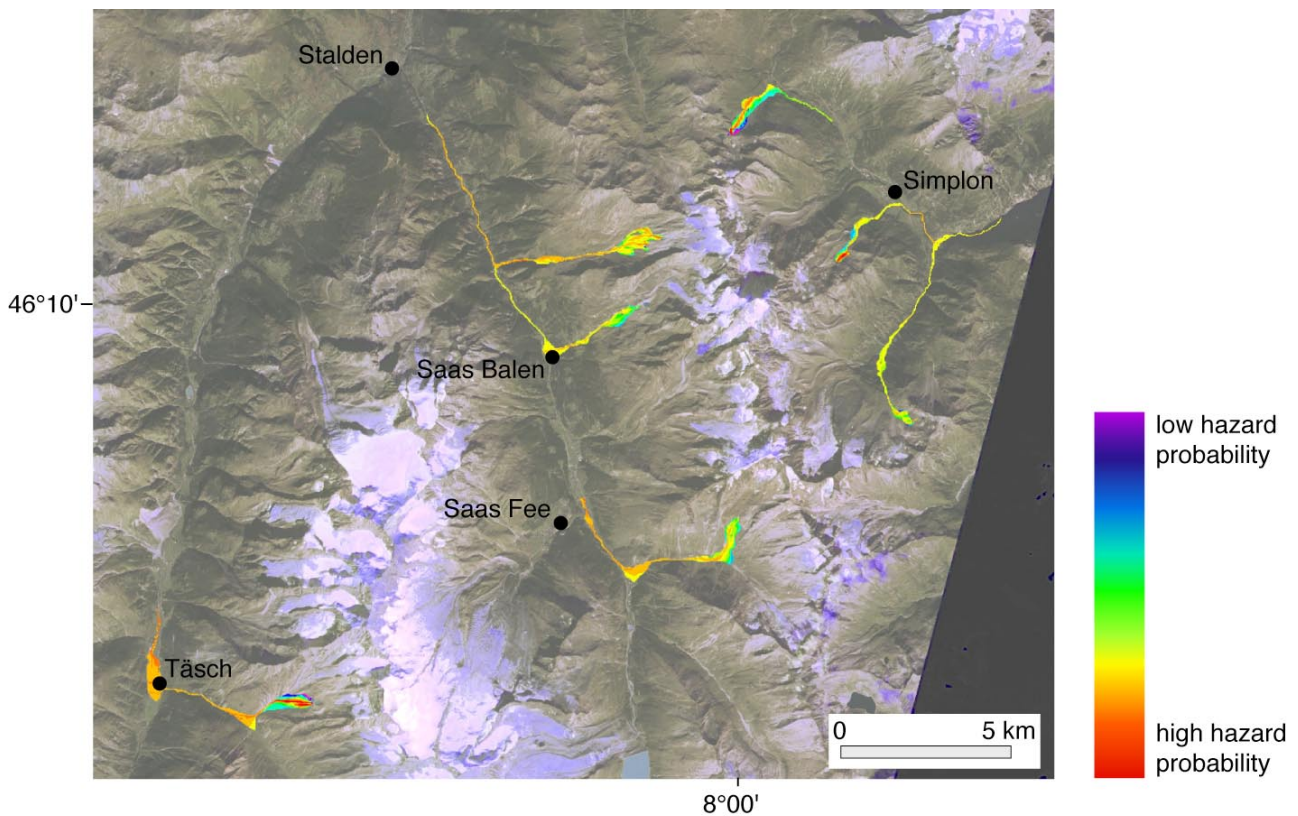 Stalden
Simplon
46°10'
Saas Balen
low hazard
probability
Saas Fee
Täsch
0 5 km
high hazard
probability
8°00'